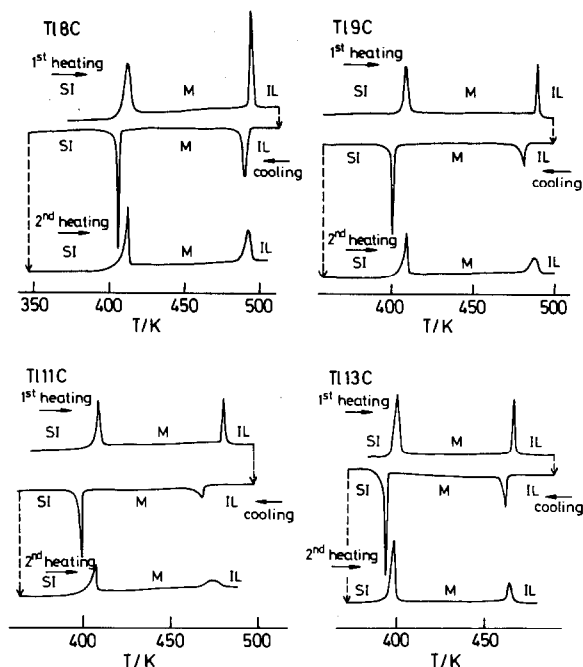 Tl8C
1st heating
SI M IL
SI M IL
cooling
2nd heating
SI M IL
350 400 450 500
T/K
Tl9C
1st heating
SI M IL
SI M IL
cooling
2nd heating
SI M IL
400 450 500
T/K
Tl11C
1st heating
SI M IL
SI M IL
cooling
2nd heating
SI M IL
400 450 500
T/K
Tl13C
1st heating
SI M IL
SI M IL
cooling
2nd heating
SI M IL
400 450
T/K